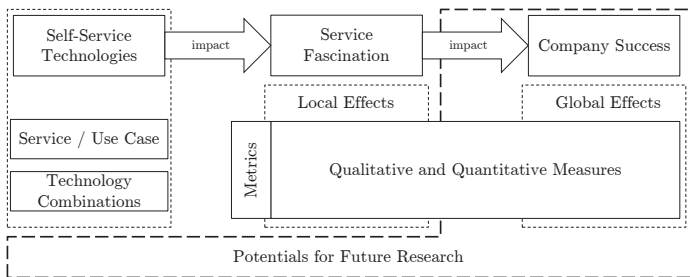 Self-Service
Technologies
impact
Service
Fascination
impact
Company Success
Local Effects
Global Effects
Service / Use Case
Technology
Combinations
Metrics
Qualitative and Quantitative Measures
Potentials for Future Research